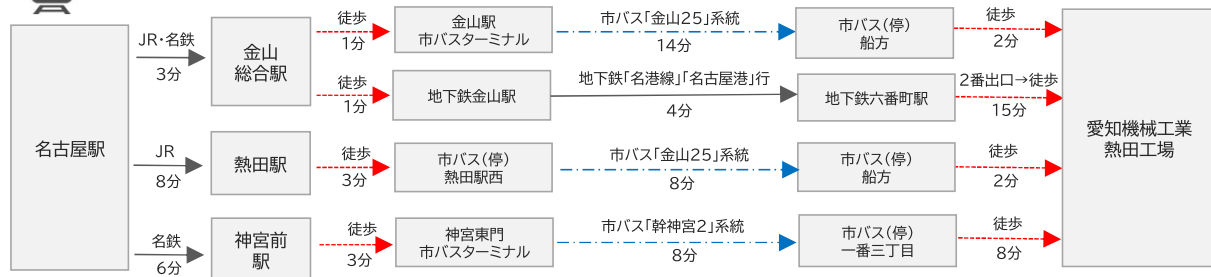 名古屋駅
JR・名鉄
3分
金山
総合駅
徒歩
1分
金山駅
市バスターミナル
市バス「金山25」系統
14分
市バス(停)
船方
徒歩
2分
徒歩
1分
地下鉄金山駅
地下鉄「名港線」「名古屋港」行
4分
地下鉄六番町駅
2番出口→徒歩
15分
JR
8分
熱田駅
徒歩
3分
市バス(停)
熱田駅西
市バス「金山25」系統
8分
市バス(停)
船方
徒歩
2分
名鉄
6分
神宮前
駅
徒歩
3分
神宮東門
市バスターミナル
市バス「幹神宮2」系統
8分
市バス(停)
一番三丁目
徒歩
8分
愛知機械工業
熱田工場